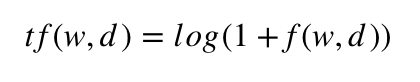 tf(w, d) = log(1 + f(w, d))